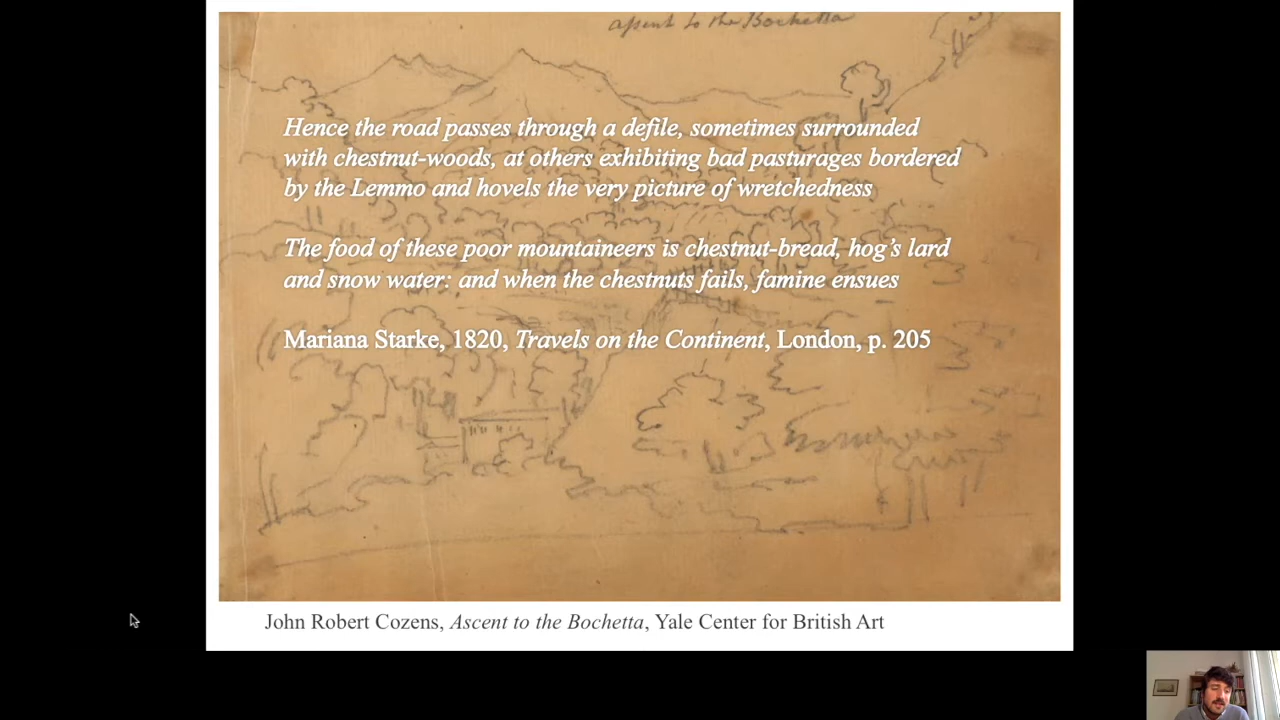 assent to the Bochetta
Hence the road passes through a defile, sometimes surrounded
with chestnut-woods, at others exhibiting bad pasturages bordered
by the Lemmo and hovels the very picture of wretchedness
The food of these poor mountaineers is chestnut-bread, hog’s lard
and snow water: and when the chestnuts fails, famine ensues
Mariana Starke, 1820, Travels on the Continent, London, p. 205
John Robert Cozens, Ascent to the Bochetta, Yale Center for British Art